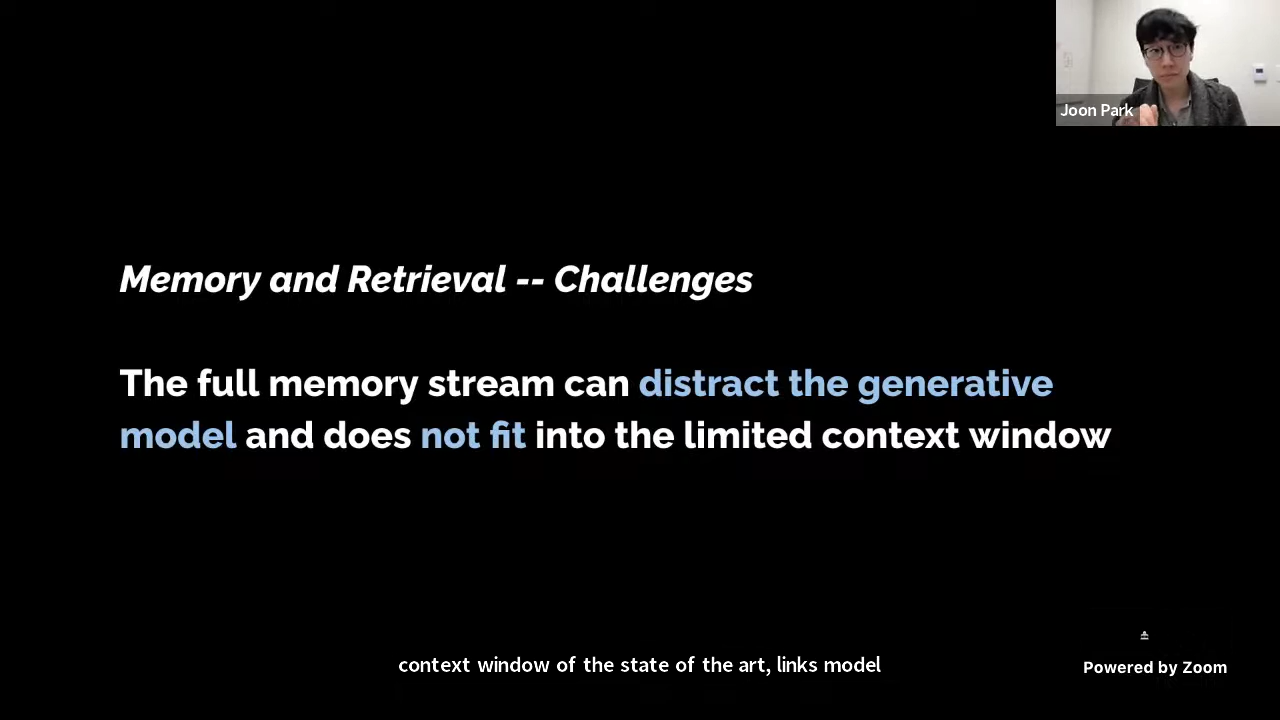 Joon Park
Memory and Retrieval -- Challenges
The full memory stream can distract the generative
model and does not fit into the limited context window
context window of the state of the art, links model
Powered by Zoom